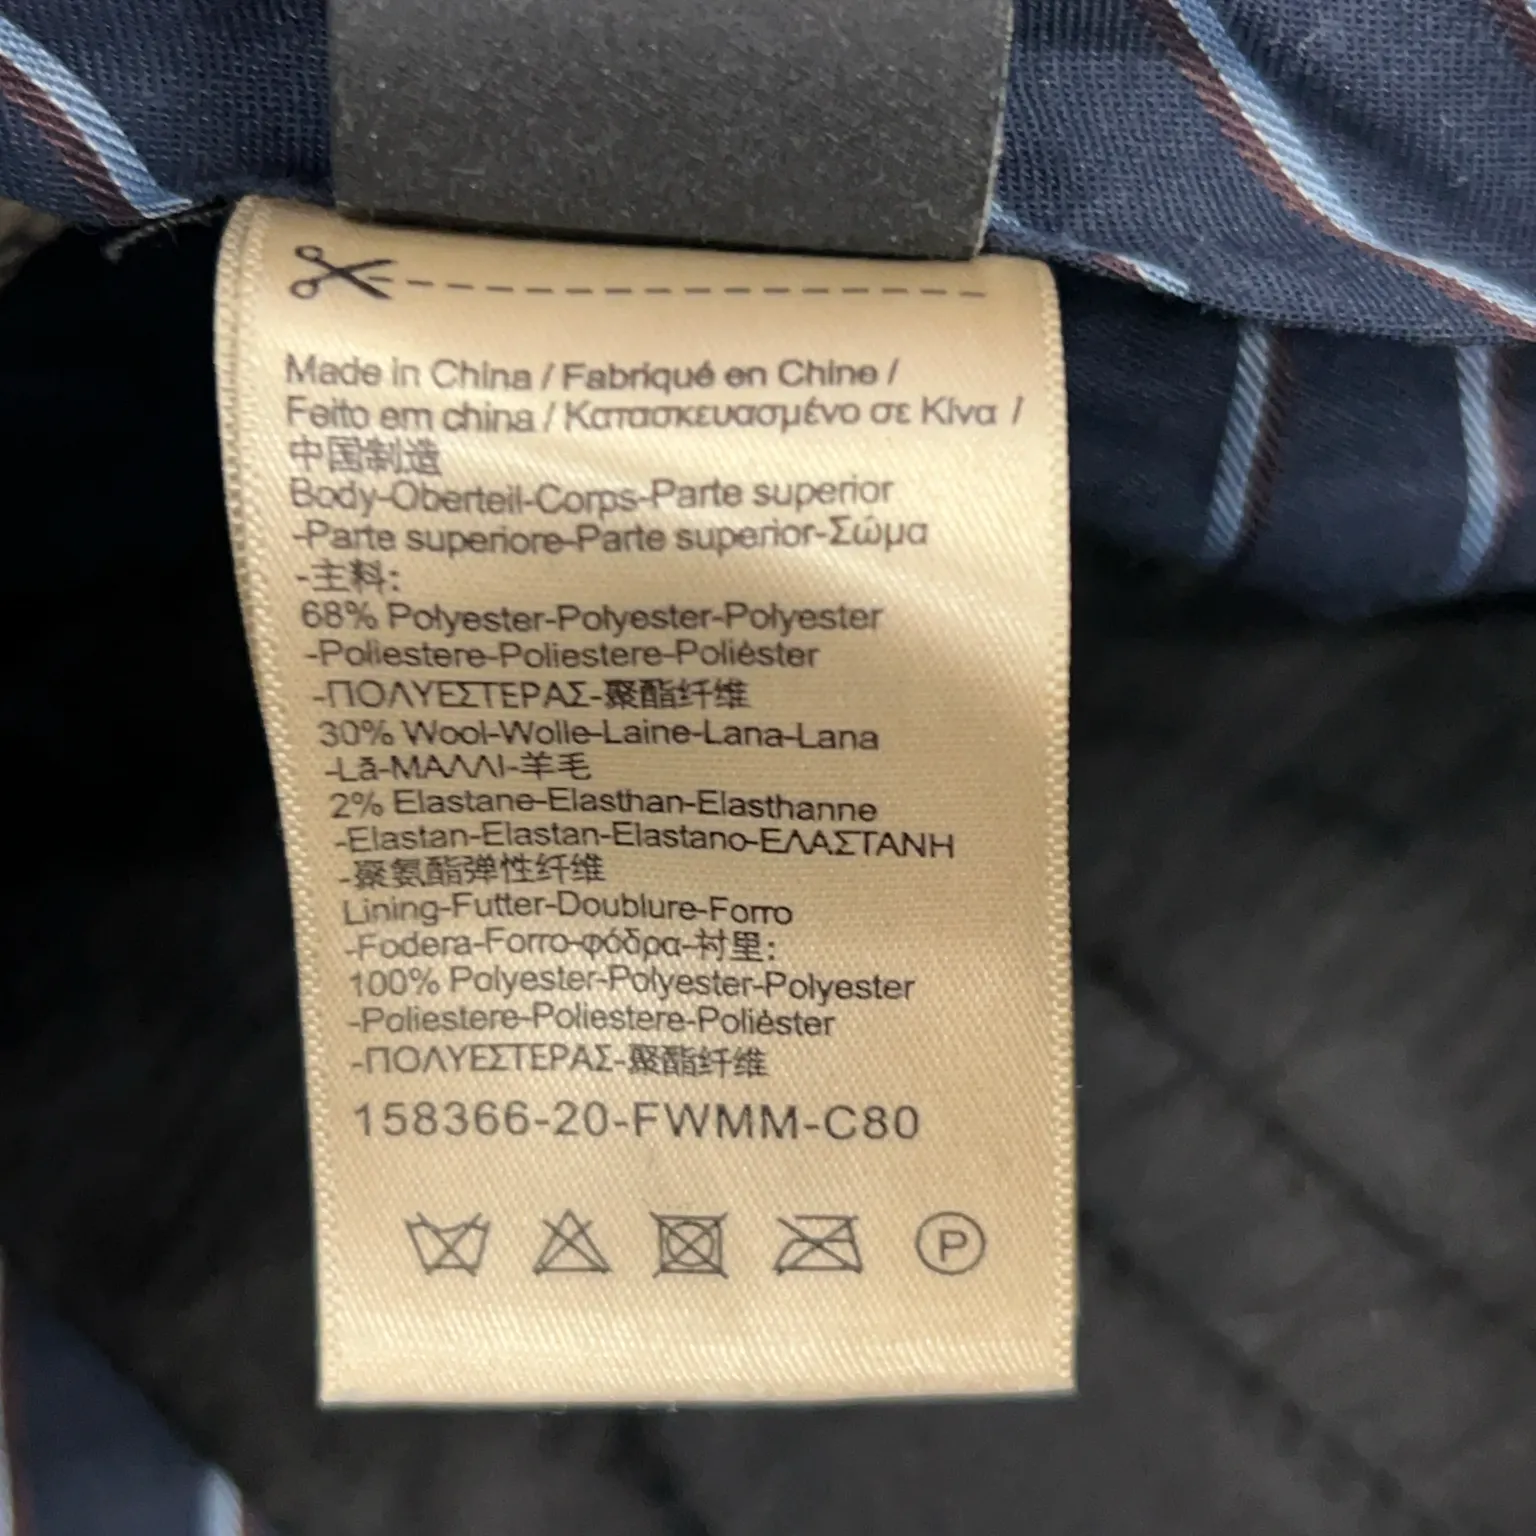 Made in China / Fabriqué en Chine /
Feito em china / Κατασκευασμένο σε Κίνα /
中国制造
Body-Oberteil-Corps-Parte superior
-Parte superiore-Parte superior-Σώμα
-主料:
68% Polyester-Polyester-Polyester
-Poliestere-Poliestere-Poliéster
-ΠΟΛΥΕΣΤΕΡΑΣ-聚酯纤维
30% Wool-Wolle-Laine-Lana-Lana
-Lã-ΜΑΛΛΙ-羊毛
2% Elastane-Elasthan-Elasthanne
-Elastan-Elastan-Elastano-ΕΛΑΣΤΑΝΗ
-聚氨酯弹性纤维
Lining-Futter-Doublure-Forro
-Fodera-Forro-φόδρα-衬里:
100% Polyester-Polyester-Polyester
-Poliestere-Poliestere-Poliéster
-ΠΟΛΥΕΣΤΕΡΑΣ-聚酯纤维
158366-20-FWMM-C80
P